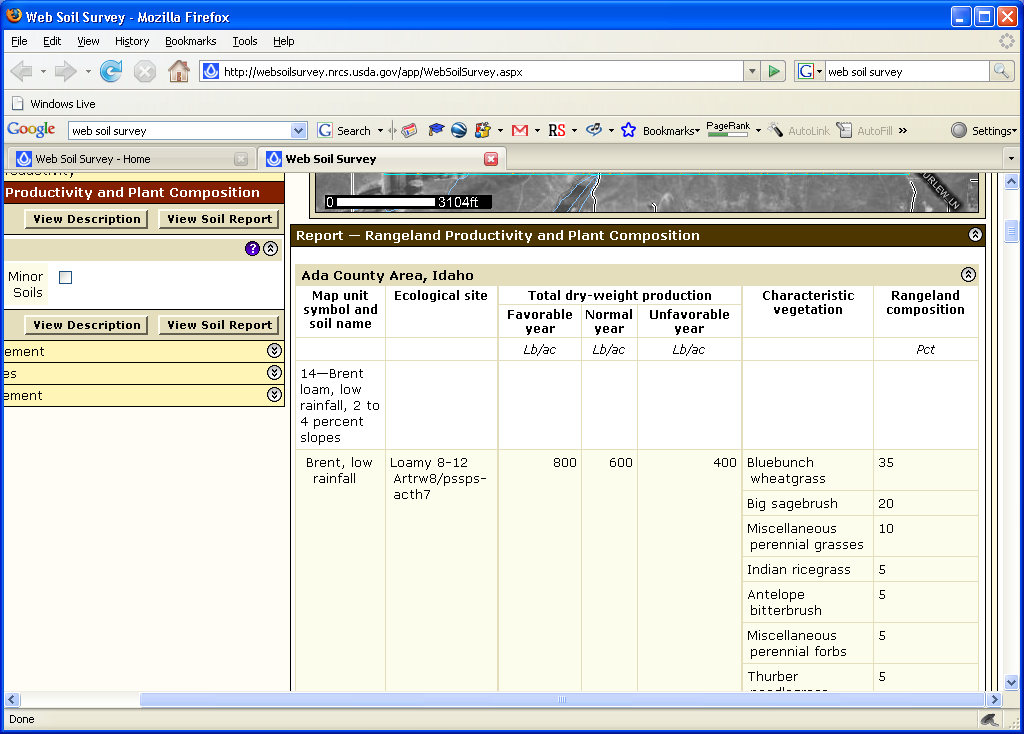 Web Soil Survey - Mozilla Firefox
File Edit View History Bookmarks Tools Help
http://websoilsurvey.nrcs.usda.gov/app/WebSoilSurvey.aspx
G web soil survey
Windows Live
Google web soil survey G Search RS Bookmarks PageRank AutoLink AutoFill » Settings
Web Soil Survey - Home
Web Soil Survey
Productivity and Plant Composition
View Description View Soil Report
?
Minor
Soils
View Description View Soil Report
ement
es
ement
0 3104ft
URLEW LN
Report — Rangeland Productivity and Plant Composition
Ada County Area, Idaho
Map unit
symbol and
soil name
Ecological site
Total dry-weight production
Favorable
year
Normal
year
Unfavorable
year
Characteristic
vegetation
Rangeland
composition
Lb/ac Lb/ac Lb/ac Pct
14—Brent
loam, low
rainfall, 2 to
4 percent
slopes
Brent, low
rainfall
Loamy 8-12
Artrw8/pssps-
acth7
800 600 400
Bluebunch
wheatgrass
35
Big sagebrush 20
Miscellaneous
perennial grasses
10
Indian ricegrass 5
Antelope
bitterbrush
5
Miscellaneous
perennial forbs
5
Thurber
5
Done